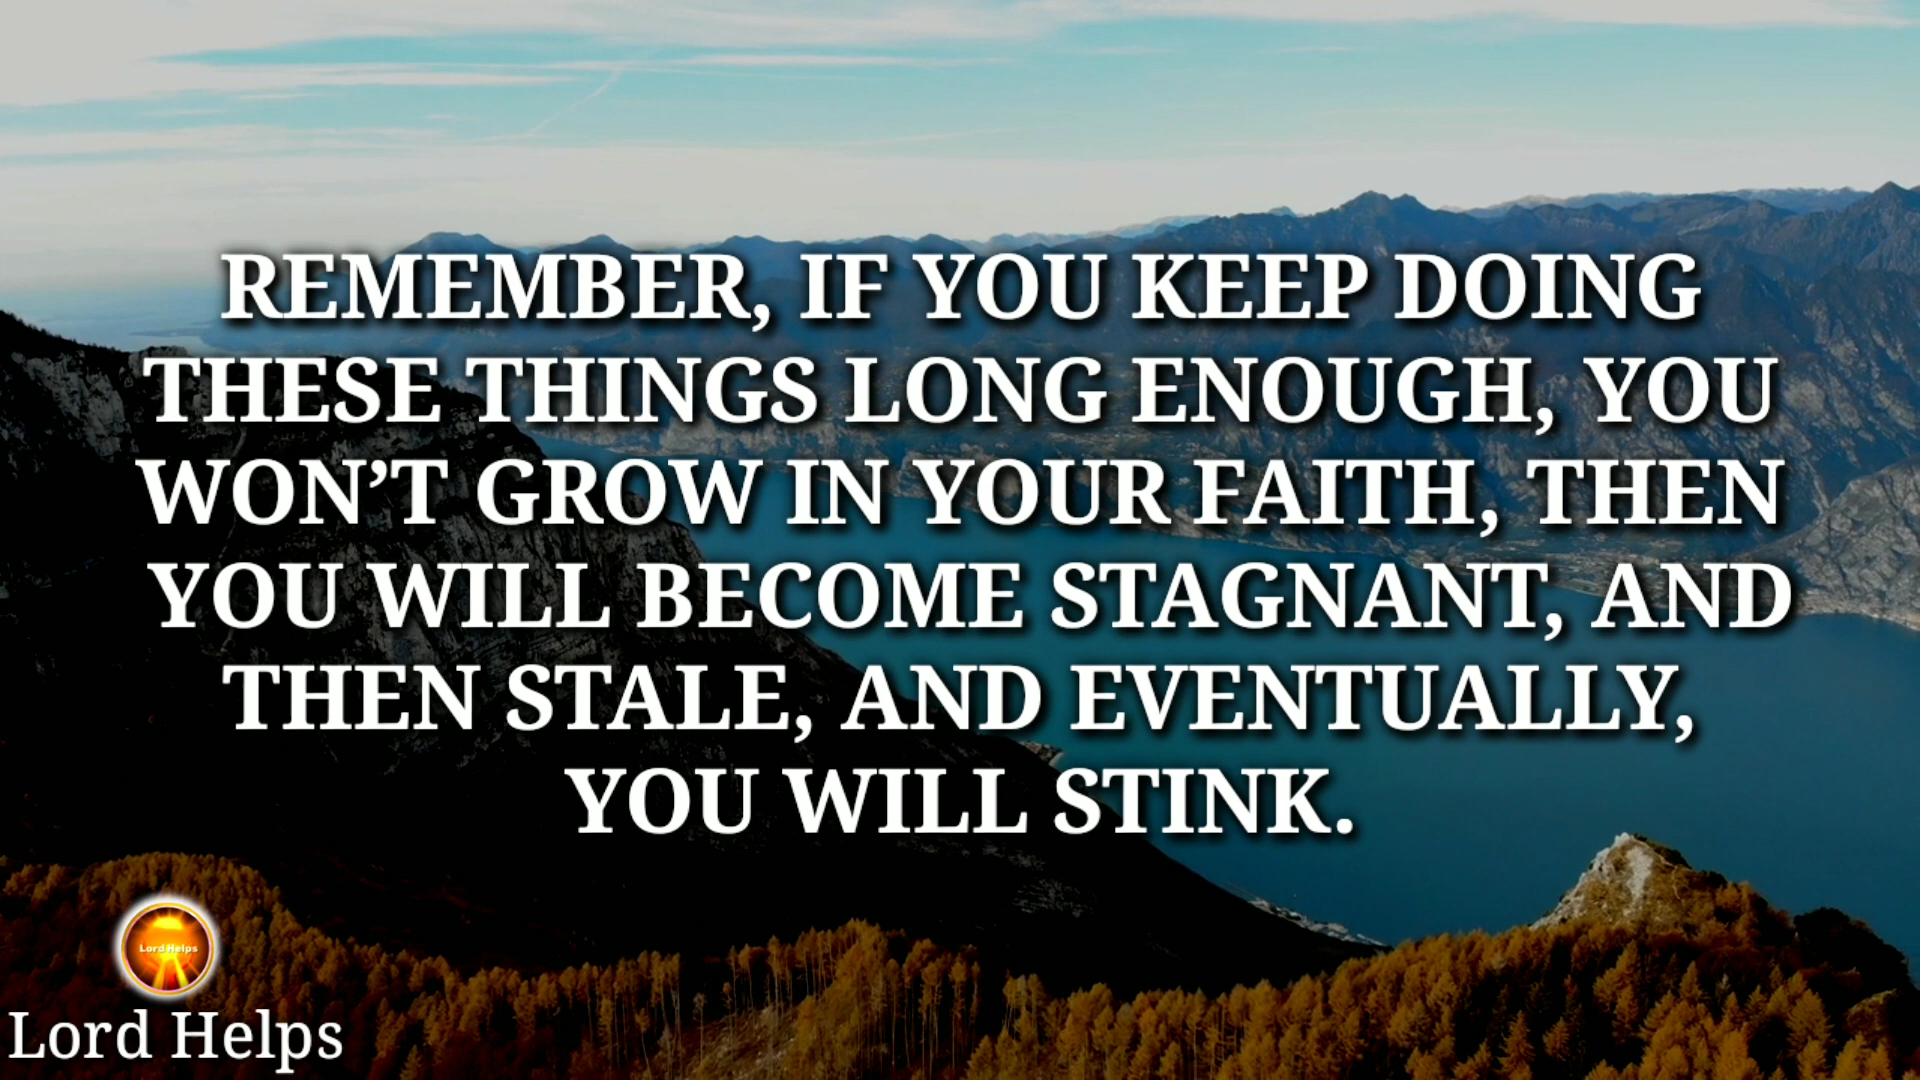 REMEMBER, IF YOU KEEP DOING
THESE THINGS LONG ENOUGH, YOU
WON’T GROW IN YOUR FAITH, THEN
YOU WILL BECOME STAGNANT, AND
THEN STALE, AND EVENTUALLY,
YOU WILL STINK.
Lord Helps
Lord Helps